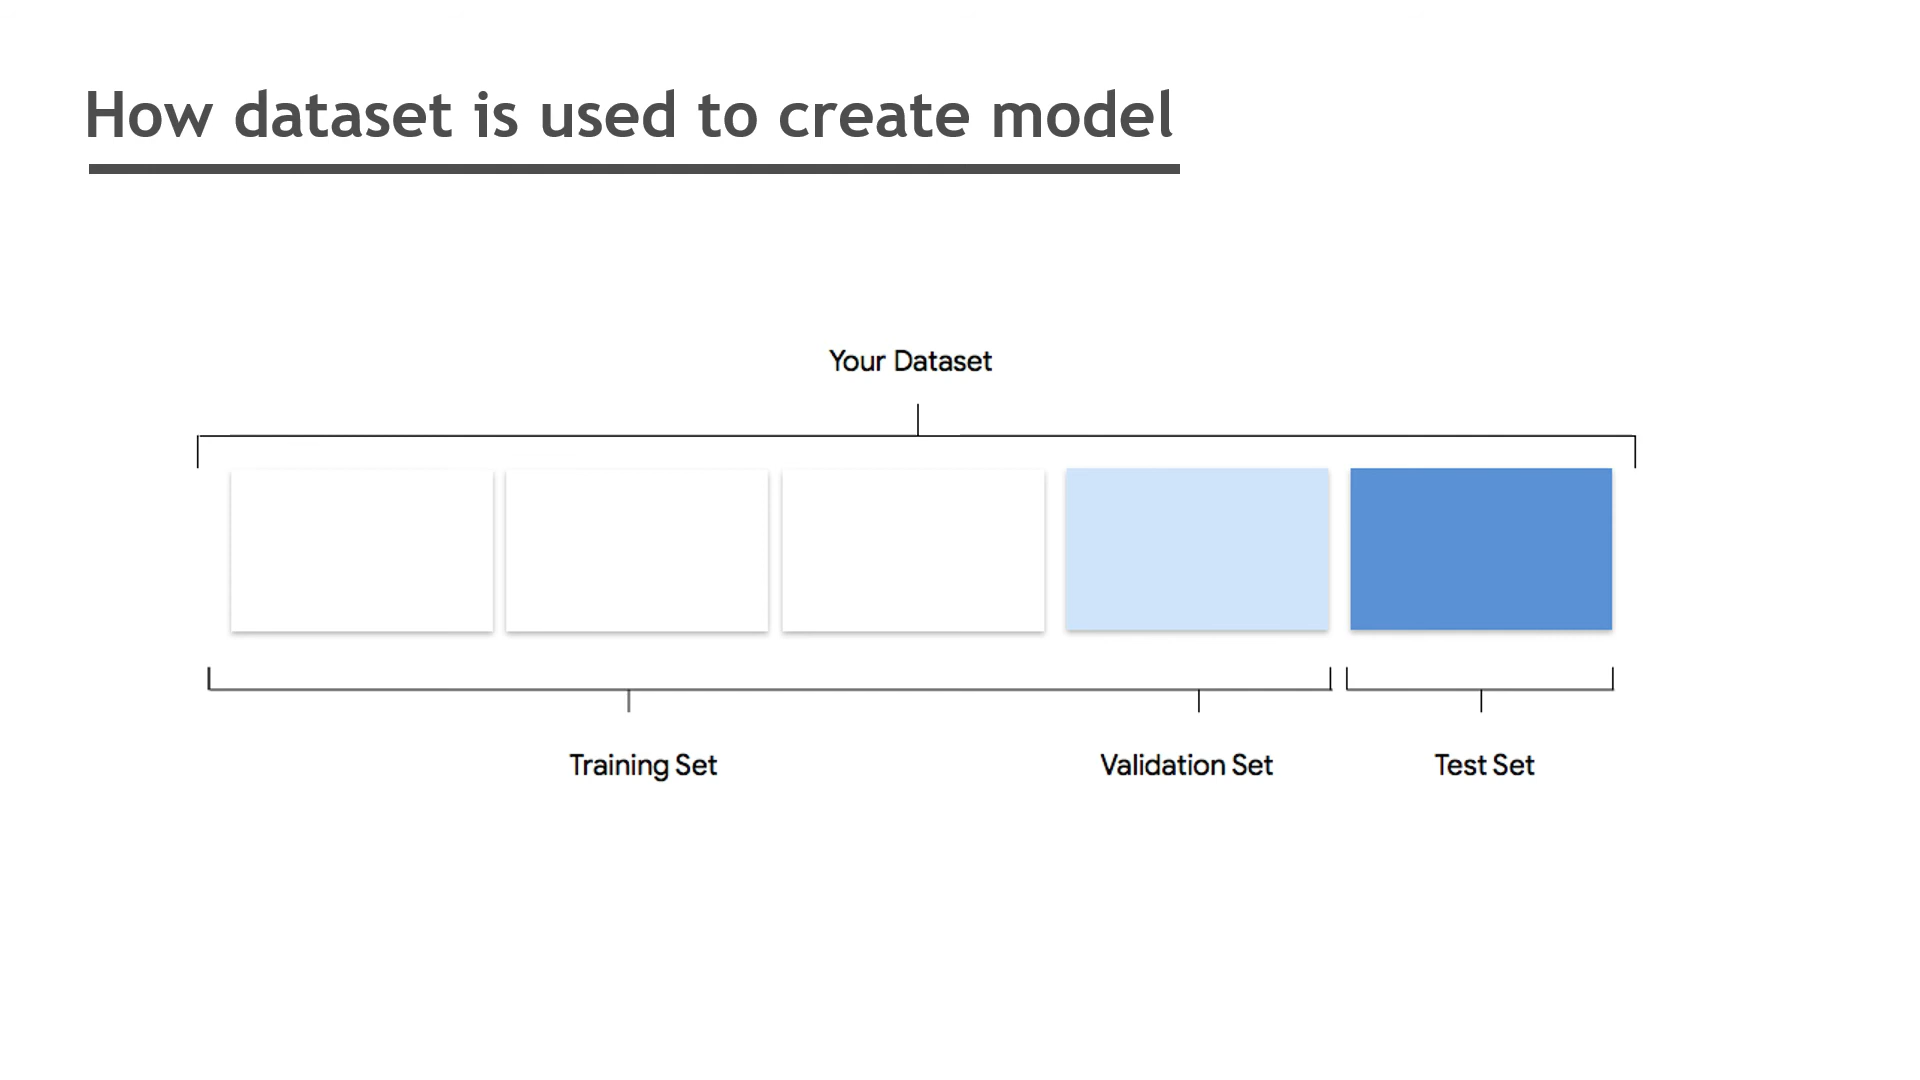 How dataset is used to create model
Your Dataset
Training Set
Validation Set
Test Set